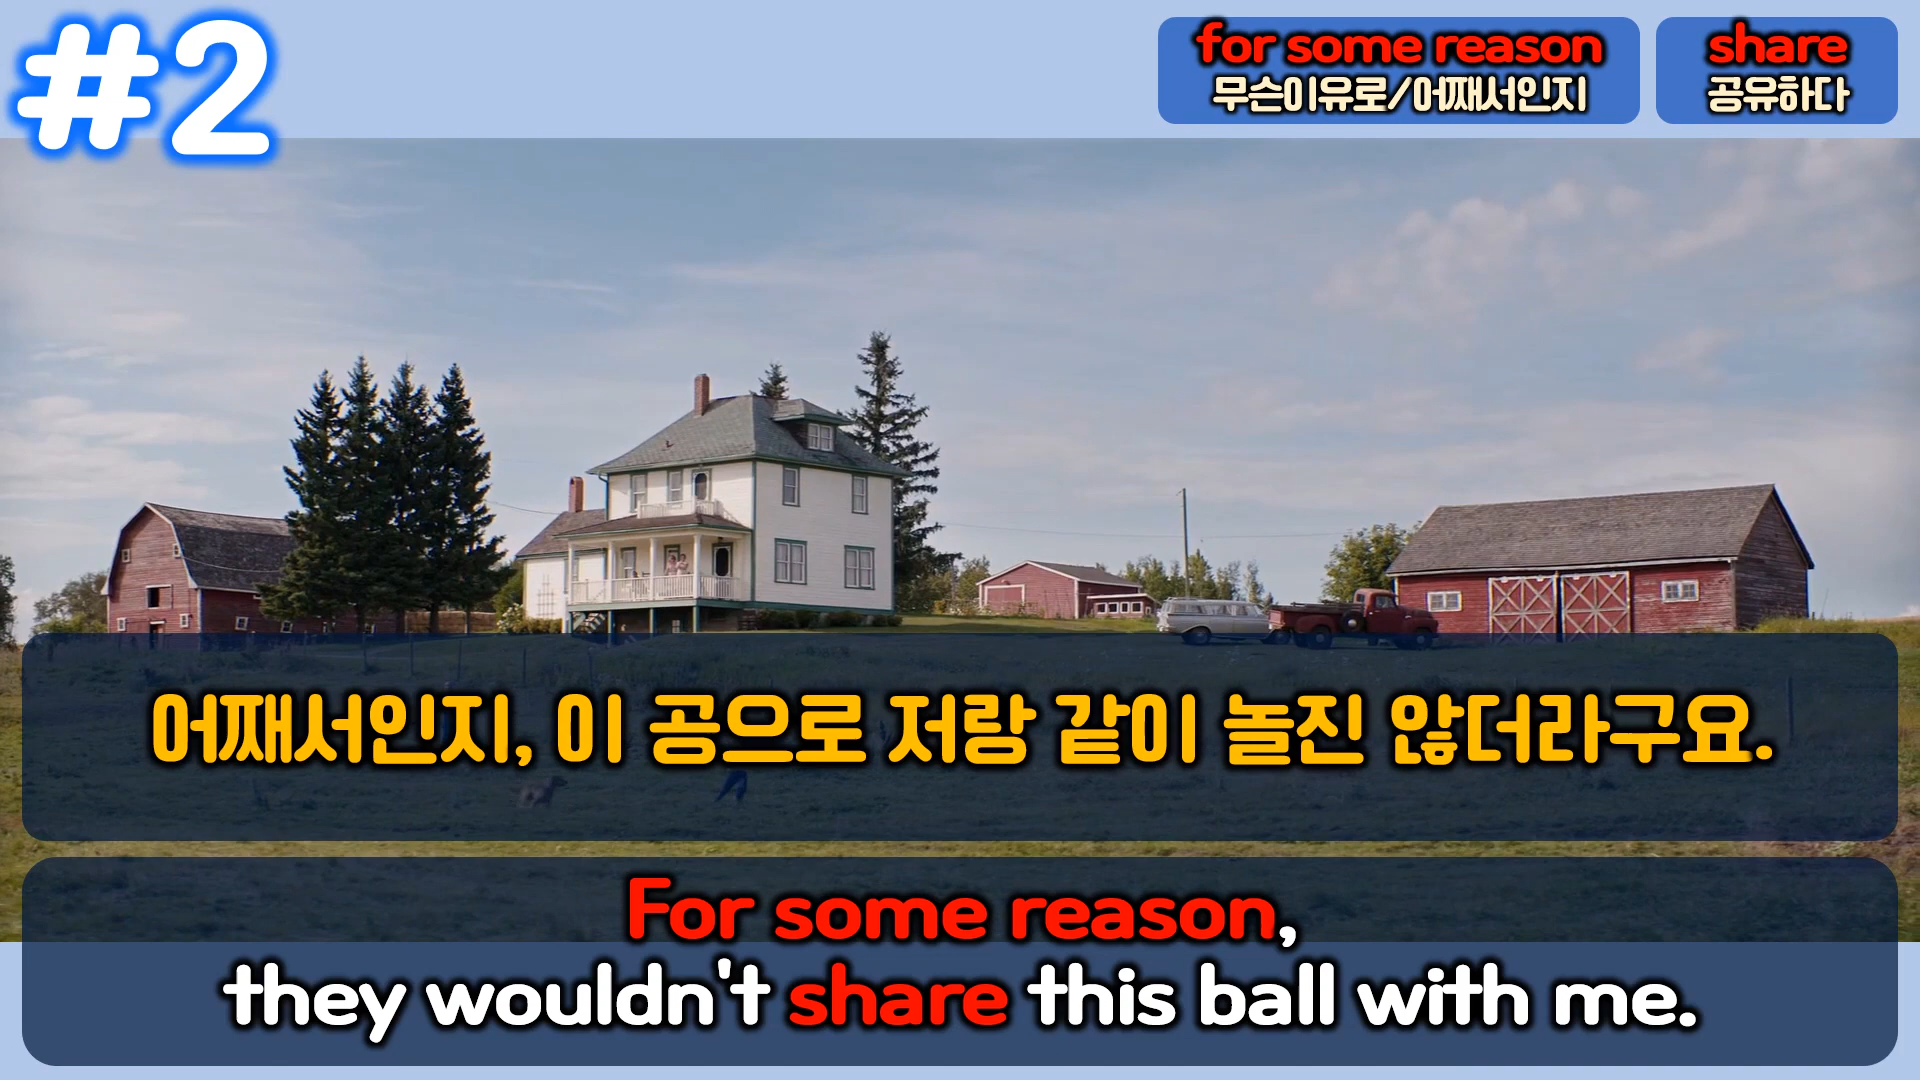 #2
for some reason
무슨이유로/어째서인지
share
공유하다
어째서인지, 이 공으로 저랑 같이 놀진 않더라구요.
For some reason,
they wouldn't share this ball with me.